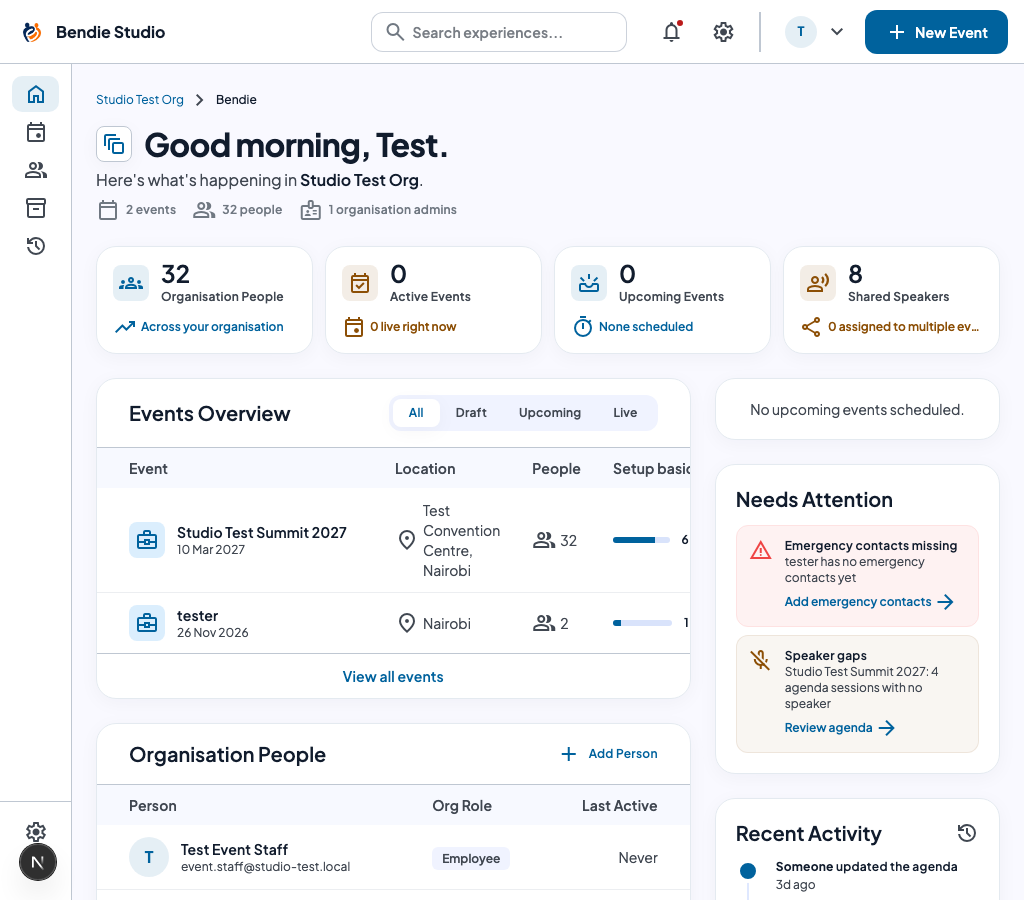 Bendie Studio
Search experiences...
T
New Event
Studio Test Org
Bendie
Good morning, Test.
Here's what's happening in Studio Test Org.
2 events
32 people
1 organisation admins
32
Organisation People
Across your organisation
0
Active Events
0 live right now
0
Upcoming Events
None scheduled
8
Shared Speakers
0 assigned to multiple ev...
Events Overview
All
Draft
Upcoming
Live
Event
Location
People
Setup basic
Studio Test Summit 2027
10 Mar 2027
Test
Convention
Centre,
Nairobi
32
6
tester
26 Nov 2026
Nairobi
2
1
View all events
No upcoming events scheduled.
Needs Attention
Emergency contacts missing
tester has no emergency
contacts yet
Add emergency contacts
Speaker gaps
Studio Test Summit 2027: 4
agenda sessions with no
speaker
Review agenda
Organisation People
Add Person
Person
Org Role
Last Active
T
Test Event Staff
event.staff@studio-test.local
Employee
Never
Recent Activity
Someone updated the agenda
3d ago
N